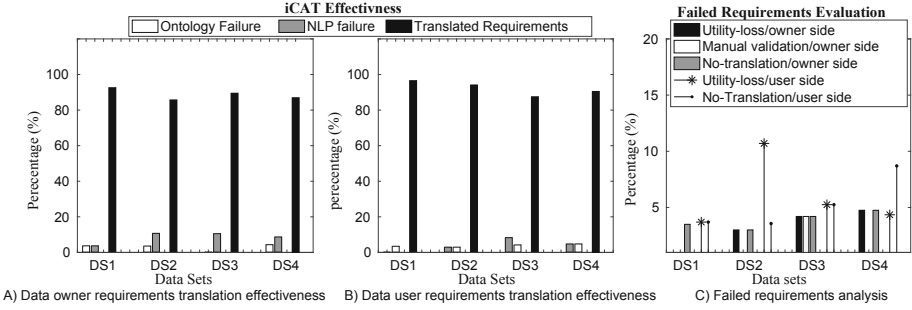 iCAT Effectivness
Ontology Failure
NLP failure
Translated Requirements
Perecentage (%)
100
80
60
40
20
0
DS1 DS2 DS3 DS4
Data Sets
A) Data owner requirements translation effectiveness
percentage (%)
100
80
60
40
20
0
DS1 DS2 DS3 DS4
Data Sets
B) Data user requirements translation effectiveness
Failed Requirements Evaluation
Utility-loss/owner side
Manual validation/owner side
No-translation/owner side
Utility-loss/user side
No-Translation/user side
Percentage (%)
20
15
10
5
DS1 DS2 DS3 DS4
Data sets
C) Failed requirements analysis